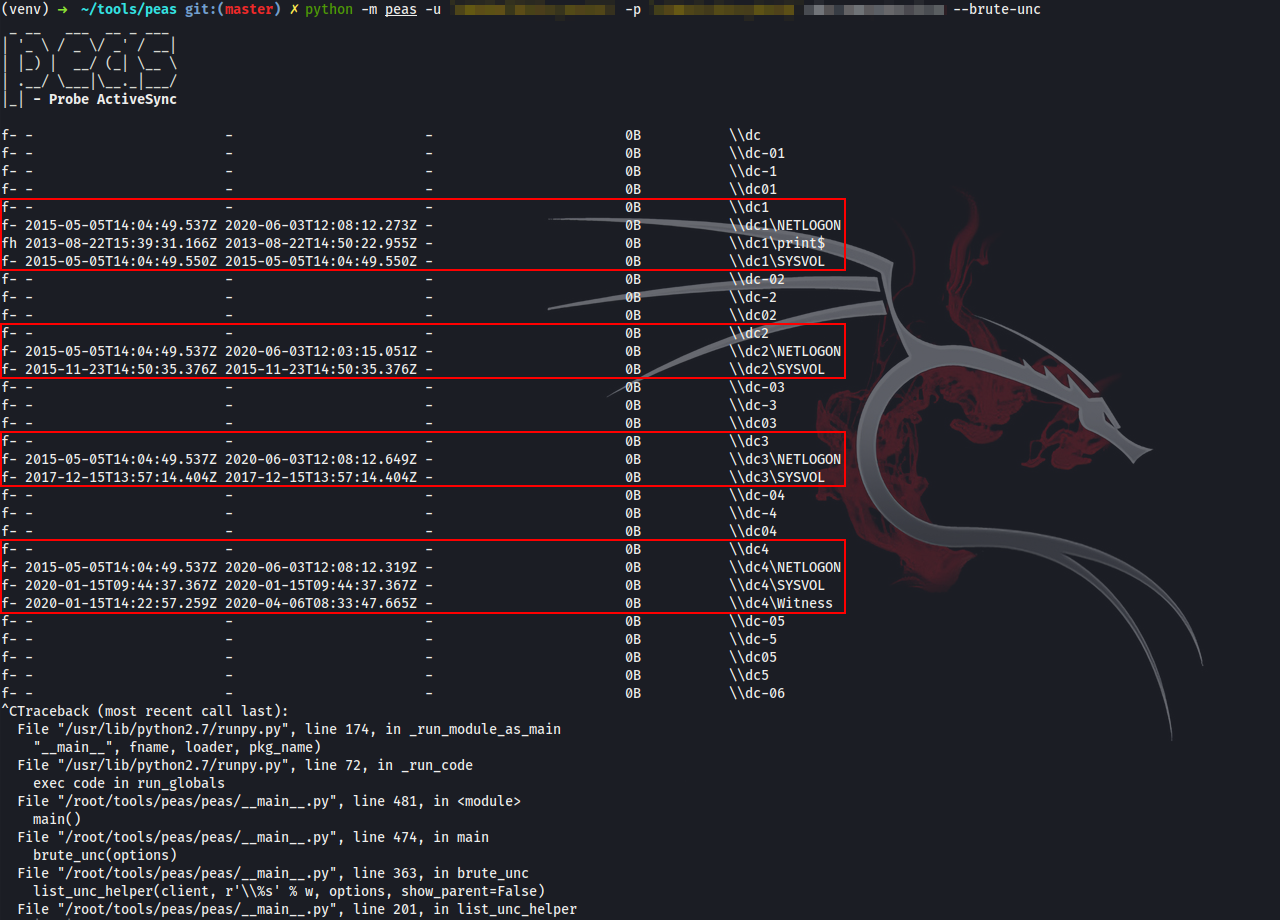 (venv) ➜  ~/tools/peas git:(master) ✗ python -m peas -u -p --brute-unc
 _ __   ___  __ _ ___
| '_ \ / _ \/ _' / __|
| |_) |  __/ (_| \__ \
| .__/ \___|\__._|___/
|_| - Probe ActiveSync
f- -                       -                        -                       0B          \\dc
f- -                       -                        -                       0B          \\dc-01
f- -                       -                        -                       0B          \\dc-1
f- -                       -                        -                       0B          \\dc01
f- -                       -                        -                       0B          \\dc1
f- 2015-05-05T14:04:49.537Z 2020-06-03T12:08:12.273Z -                       0B          \\dc1\NETLOGON
fh 2013-08-22T15:39:31.166Z 2013-08-22T14:50:22.955Z -                       0B          \\dc1\print$
f- 2015-05-05T14:04:49.550Z 2015-05-05T14:04:49.550Z -                       0B          \\dc1\SYSVOL
f- -                       -                        -                       0B          \\dc-02
f- -                       -                        -                       0B          \\dc-2
f- -                       -                        -                       0B          \\dc02
f- -                       -                        -                       0B          \\dc2
f- 2015-05-05T14:04:49.537Z 2020-06-03T12:03:15.051Z -                       0B          \\dc2\NETLOGON
f- 2015-11-23T14:50:35.376Z 2015-11-23T14:50:35.376Z -                       0B          \\dc2\SYSVOL
f- -                       -                        -                       0B          \\dc-03
f- -                       -                        -                       0B          \\dc-3
f- -                       -                        -                       0B          \\dc03
f- -                       -                        -                       0B          \\dc3
f- 2015-05-05T14:04:49.537Z 2020-06-03T12:08:12.649Z -                       0B          \\dc3\NETLOGON
f- 2017-12-15T13:57:14.404Z 2017-12-15T13:57:14.404Z -                       0B          \\dc3\SYSVOL
f- -                       -                        -                       0B          \\dc-04
f- -                       -                        -                       0B          \\dc-4
f- -                       -                        -                       0B          \\dc04
f- -                       -                        -                       0B          \\dc4
f- 2015-05-05T14:04:49.537Z 2020-06-03T12:08:12.319Z -                       0B          \\dc4\NETLOGON
f- 2020-01-15T09:44:37.367Z 2020-01-15T09:44:37.367Z -                       0B          \\dc4\SYSVOL
f- 2020-01-15T14:22:57.259Z 2020-04-06T08:33:47.665Z -                       0B          \\dc4\Witness
f- -                       -                        -                       0B          \\dc-05
f- -                       -                        -                       0B          \\dc-5
f- -                       -                        -                       0B          \\dc05
f- -                       -                        -                       0B          \\dc5
f- -                       -                        -                       0B          \\dc-06
^CTraceback (most recent call last):
  File "/usr/lib/python2.7/runpy.py", line 174, in _run_module_as_main
    "__main__", fname, loader, pkg_name)
  File "/usr/lib/python2.7/runpy.py", line 72, in _run_code
    exec code in run_globals
  File "/root/tools/peas/peas/__main__.py", line 481, in <module>
    main()
  File "/root/tools/peas/peas/__main__.py", line 474, in main
    brute_unc(options)
  File "/root/tools/peas/peas/__main__.py", line 363, in brute_unc
    list_unc_helper(client, r'\\%s' % w, options, show_parent=False)
  File "/root/tools/peas/peas/__main__.py", line 201, in list_unc_helper